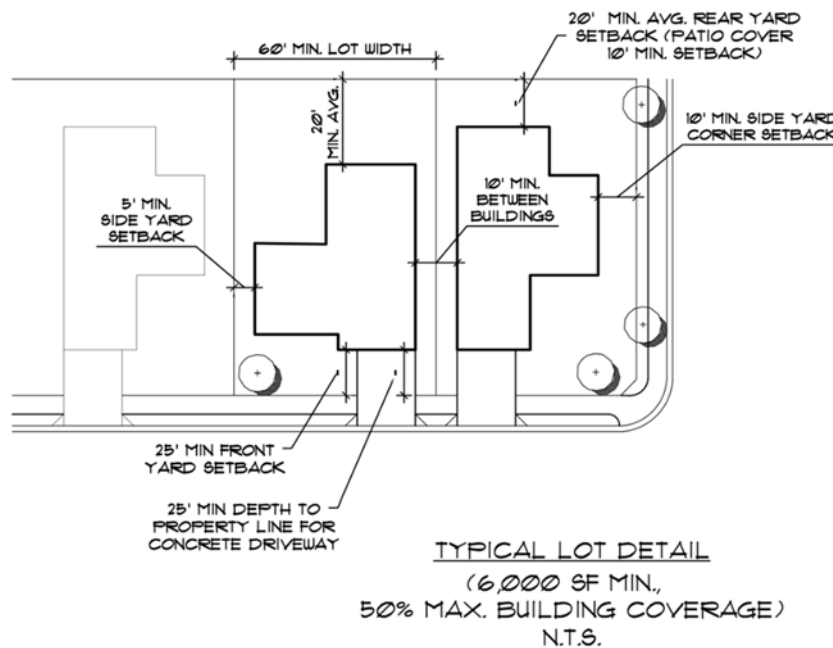 20' MIN. AVG. REAR YARD
SETBACK (PATIO COVER
10' MIN. SETBACK)
60' MIN. LOT WIDTH
20'
MIN. AVG.
10' MIN. SIDE YARD
CORNER SETBACK
5' MIN.
SIDE YARD
SETBACK
10' MIN.
BETWEEN
BUILDINGS
25' MIN FRONT
YARD SETBACK
25' MIN DEPTH TO
PROPERTY LINE FOR
CONCRETE DRIVEWAY
TYPICAL LOT DETAIL
(6,000 SF MIN.,
50% MAX. BUILDING COVERAGE)
N.T.S.